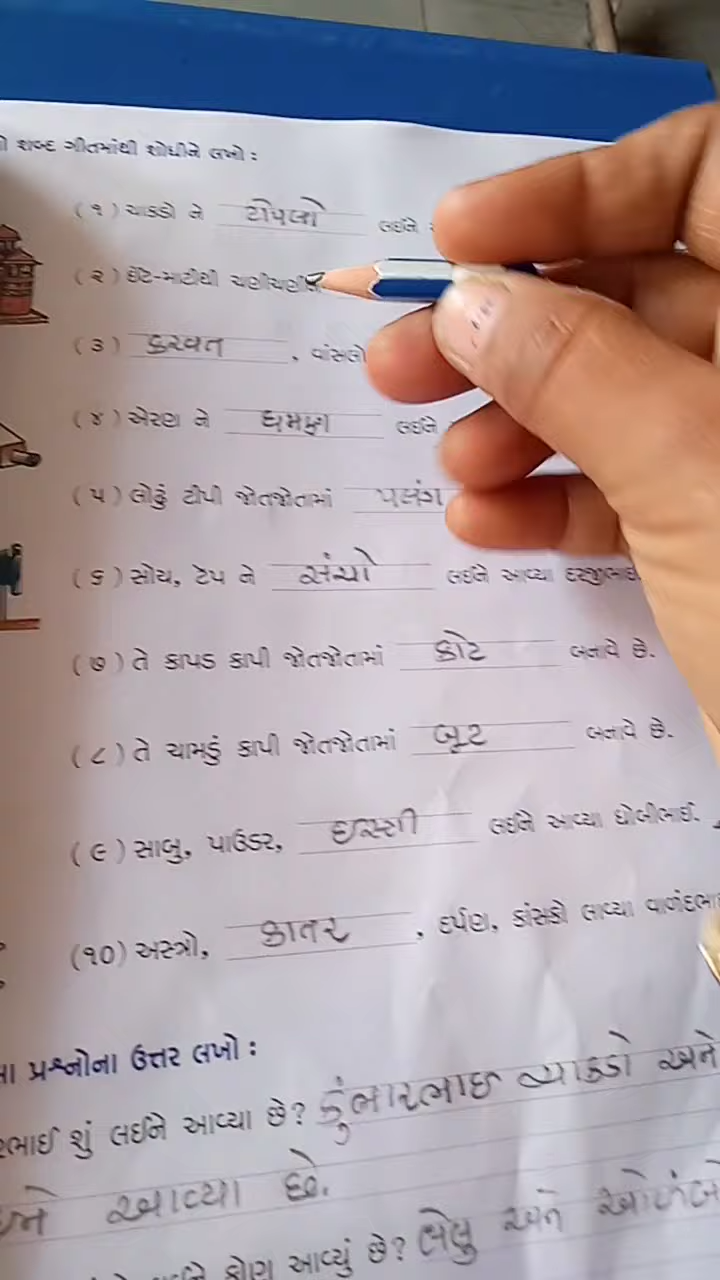 શબ્દ ગીતમાંથી શોધીને લખો :
(૧) ચાકડો ને ટોપલો લઈને
(૨) ઈંટ-માટીથી ચણીચણીને
(૩) કરવત , વાંસલો
(૪) એરણ ને ધમણ લઈને
(૫) લોઢું ટીપી જોતજોતામાં પલંગ
(૬) સોય, ટેપ ને સંચો લઈને આવ્યા દરજીભાઈ.
(૭) તે કાપડ કાપી જોતજોતામાં કોટ બનાવે છે.
(૮) તે ચામડું કાપી જોતજોતામાં બૂટ બનાવે છે.
(૯) સાબુ, પાઉડર, ઇસ્ત્રી લઈને આવ્યા ધોબીભાઈ.
(૧૦) અસ્ત્રો, કાતર , દર્પણ, કાંસકો લાવ્યા વાળંદભાઈ
પ્રશ્નોના ઉત્તર લખો :
શું લઈને આવ્યા છે? કુંભારભાઇ ચાકડો અને
આવ્યા છે.
કોણ આવ્યું છે? લેલુ અને